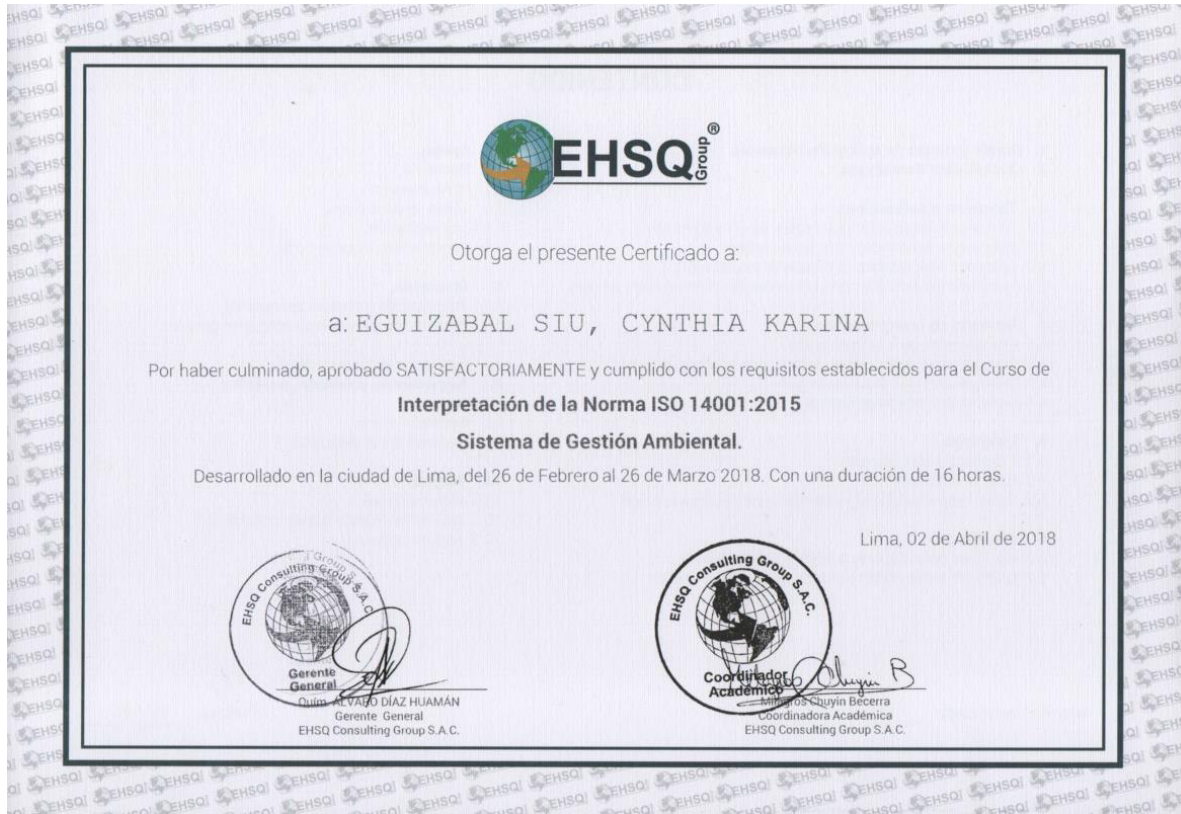 EHSQ Group ®
Otorga el presente Certificado a:
a: EGUIZABAL SIU, CYNTHIA KARINA
Por haber culminado, aprobado SATISFACTORIAMENTE y cumplido con los requisitos establecidos para el Curso de
Interpretación de la Norma ISO 14001:2015
Sistema de Gestión Ambiental.
Desarrollado en la ciudad de Lima, del 26 de Febrero al 26 de Marzo 2018. Con una duración de 16 horas.
Lima, 02 de Abril de 2018
EHSQ Consulting Group S.A.C.
Gerente
General
Quím. ALVARO DÍAZ HUAMÁN
Gerente General
EHSQ Consulting Group S.A.C.
EHSQ Consulting Group S.A.C.
Coordinador
Académico
Milagros Chuyin Becerra
Coordinadora Académica
EHSQ Consulting Group S.A.C.